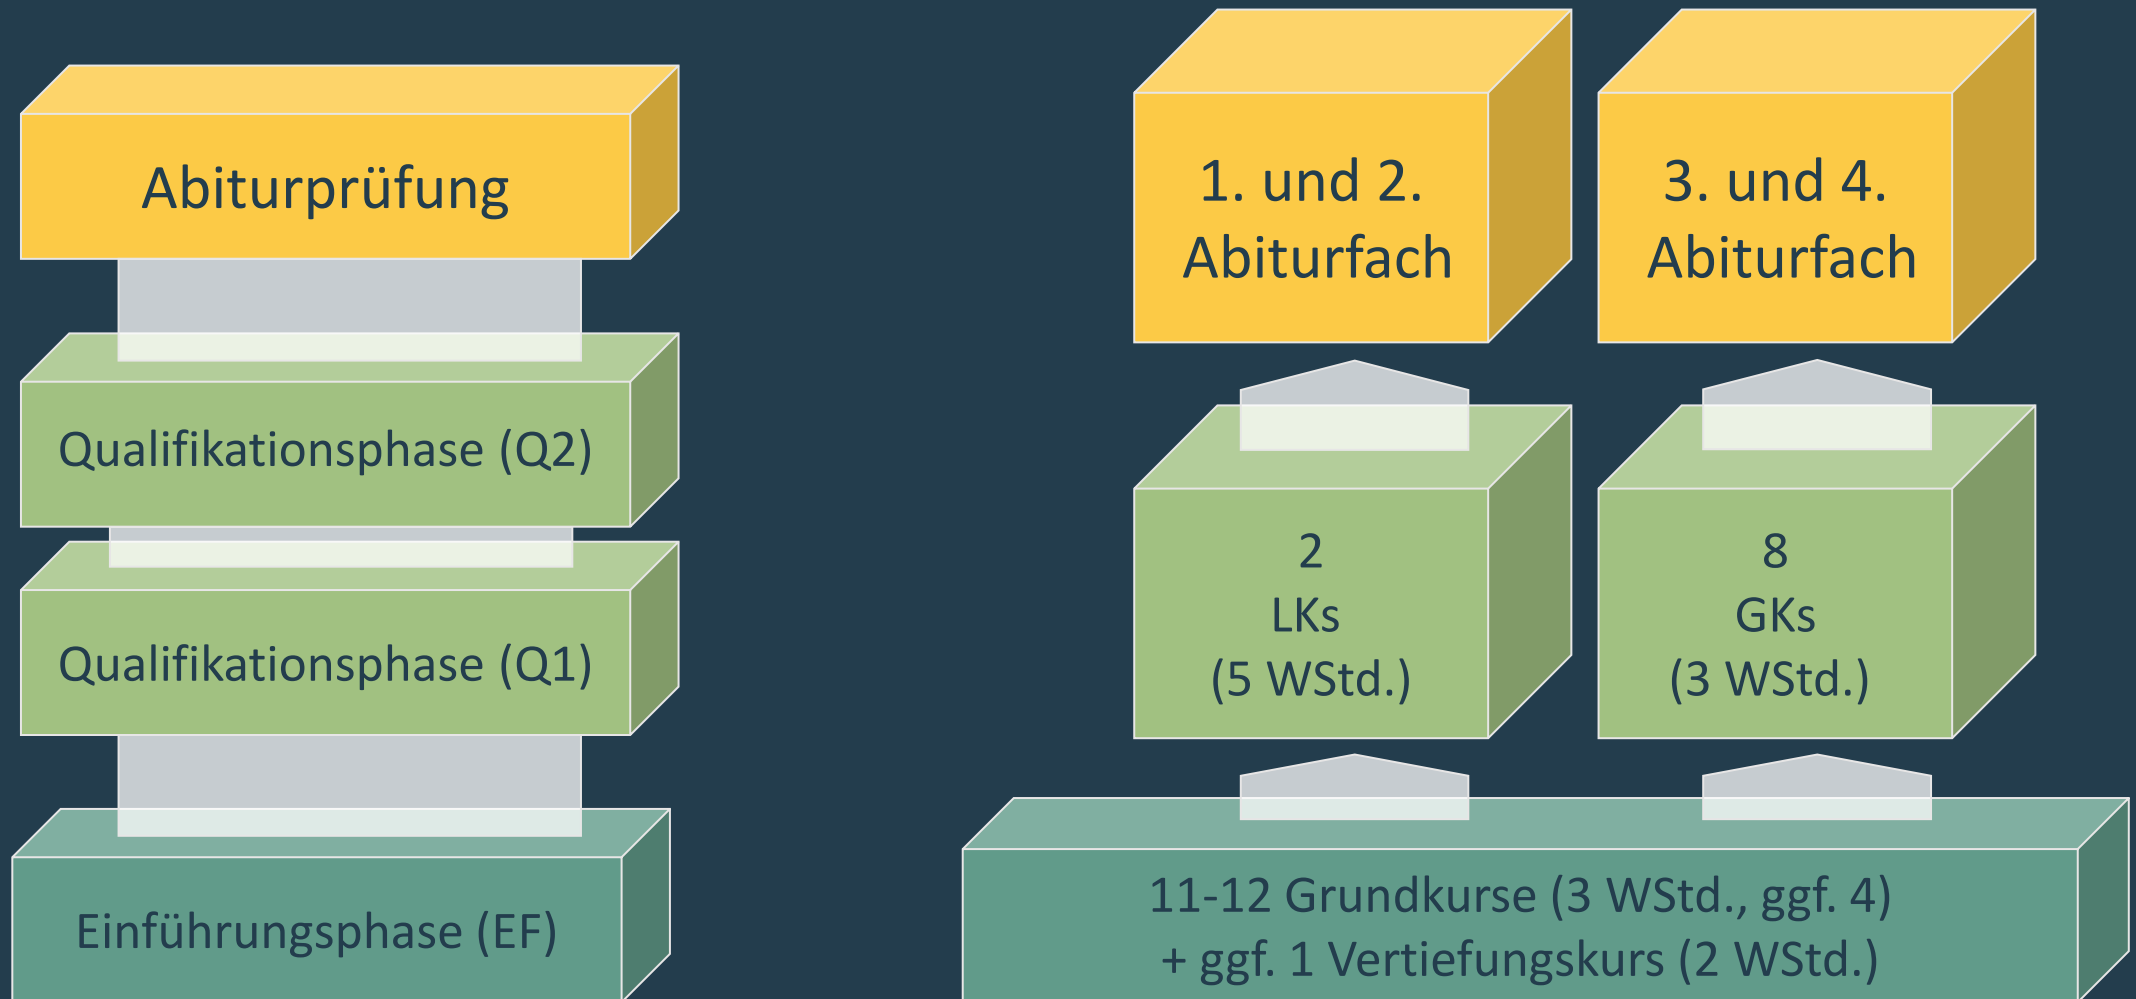 Abiturprüfung
Qualifikationsphase (Q2)
Qualifikationsphase (Q1)
Einführungsphase (EF)
1. und 2.
Abiturfach
3. und 4.
Abiturfach
2
LKs
(5 WStd.)
8
GKs
(3 WStd.)
11-12 Grundkurse (3 WStd., ggf. 4)
+ ggf. 1 Vertiefungskurs (2 WStd.)